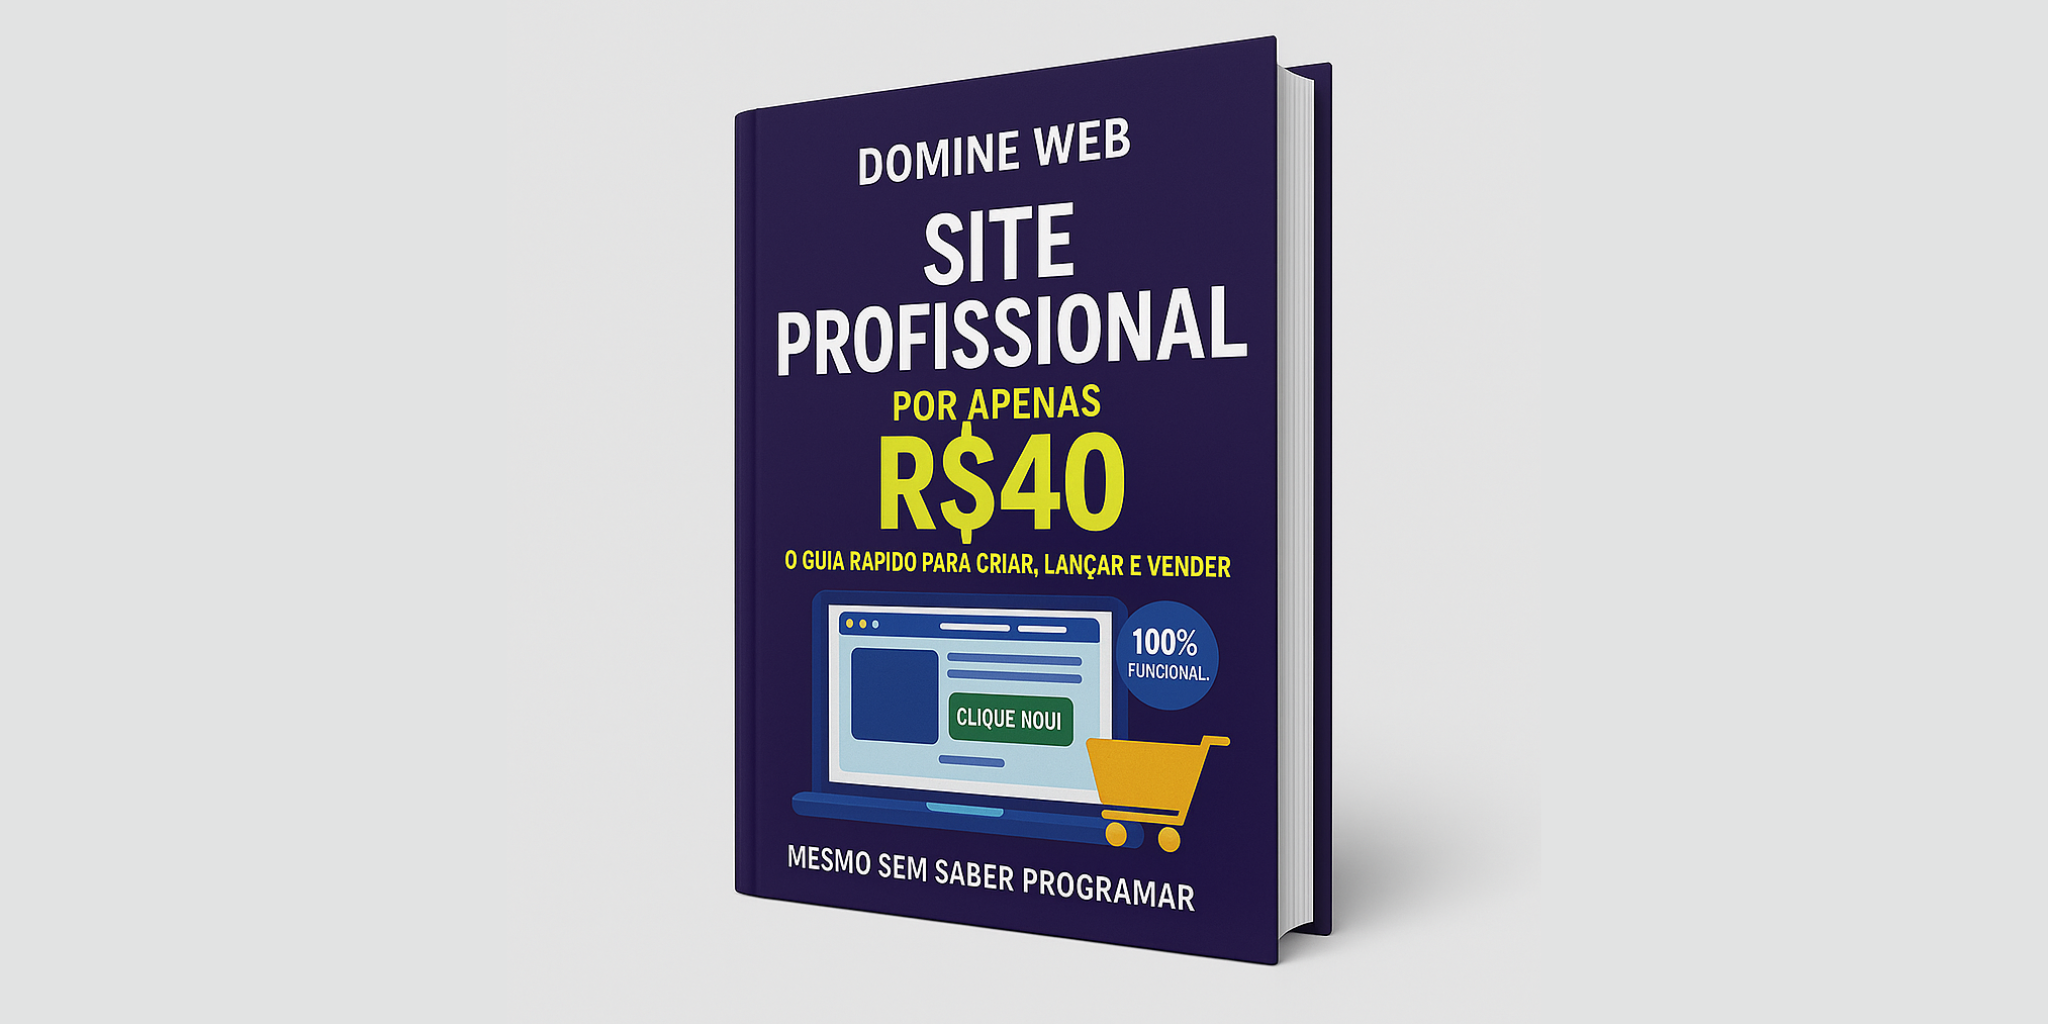 DOMINE WEB
SITE
PROFISSIONAL
POR APENAS
R$40
O GUIA RAPIDO PARA CRIAR, LANÇAR E VENDER
100%
FUNCIONAL.
CLIQUE NOUI
MESMO SEM SABER PROGRAMAR